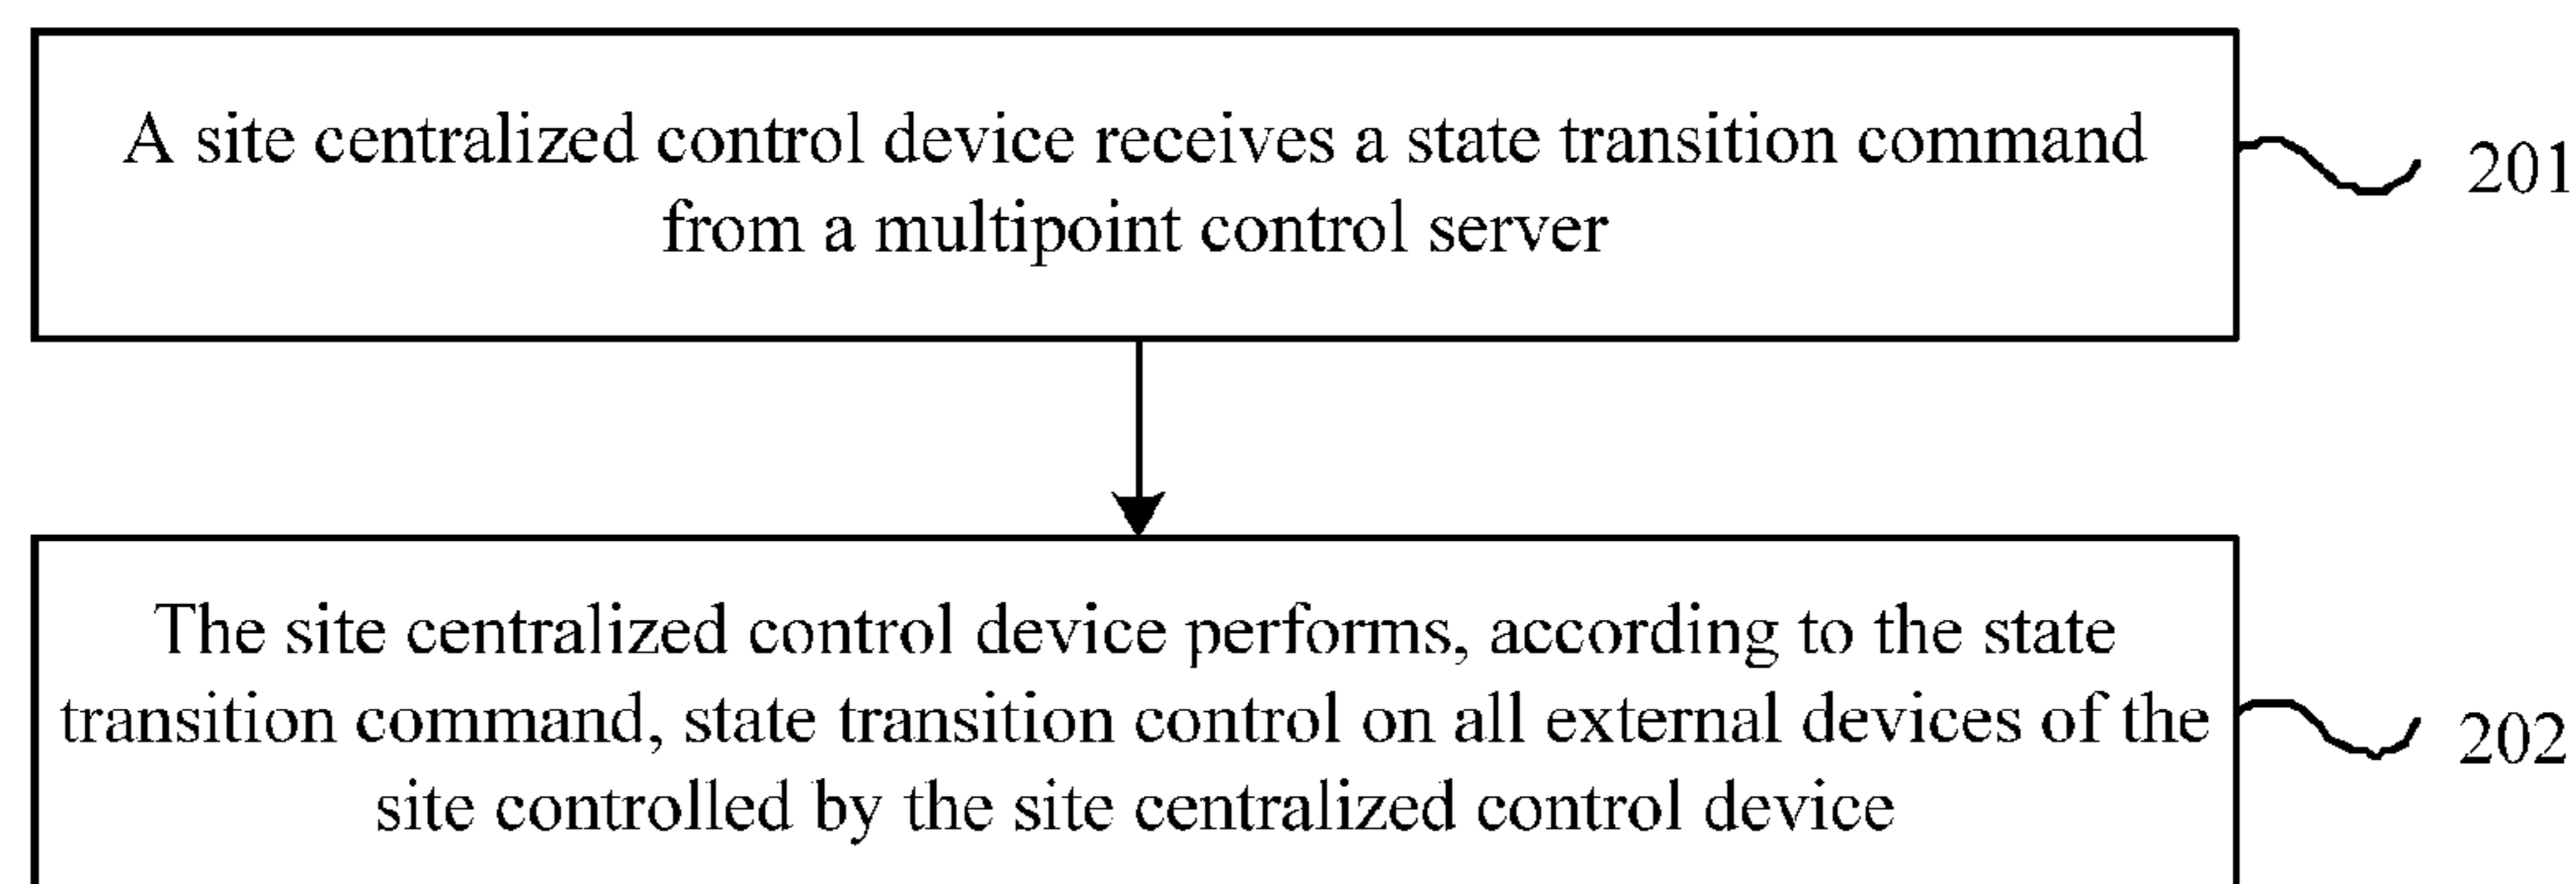 A site centralized control device receives a state transition command
from a multipoint control server
201
The site centralized control device performs, according to the state
transition command, state transition control on all external devices of the
site controlled by the site centralized control device
202